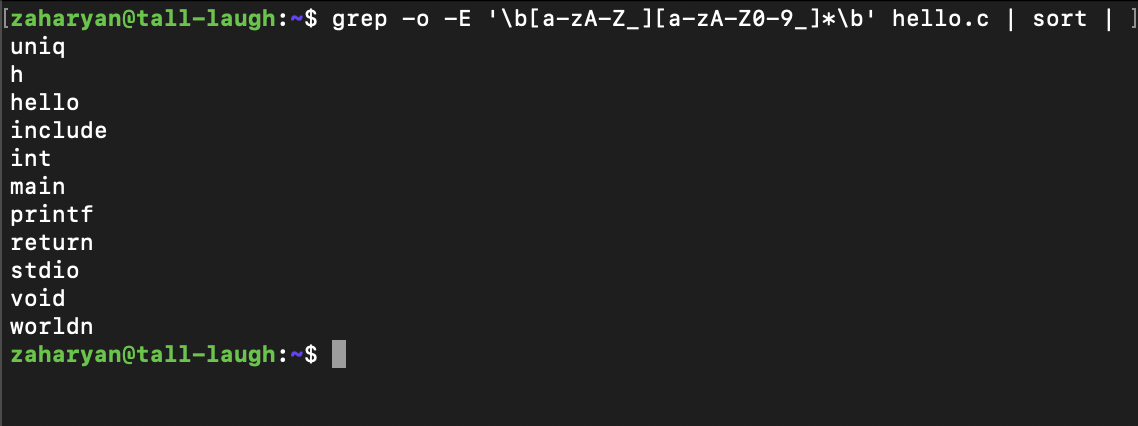 [zaharyan@tall-laugh:~$ grep -o -E '\b[a-zA-Z_][a-zA-Z0-9_]*\b' hello.c | sort | ]
uniq
h
hello
include
int
main
printf
return
stdio
void
worldn
zaharyan@tall-laugh:~$